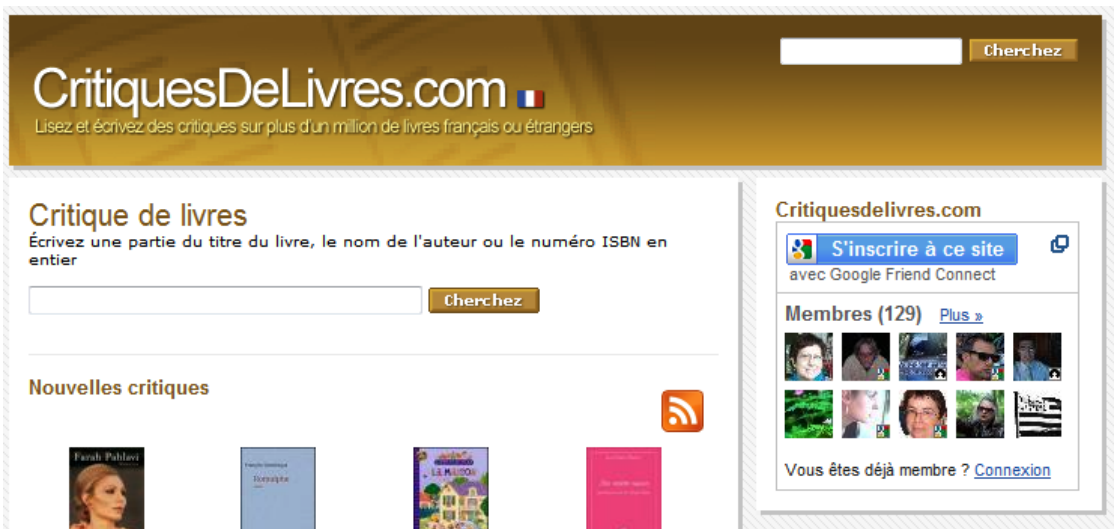 Cherchez
CritiquesDeLivres.com
Lisez et écrivez des critiques sur plus d'un million de livres français ou étrangers
Critique de livres
Écrivez une partie du titre du livre, le nom de l'auteur ou le numéro ISBN en
entier
Cherchez
Nouvelles critiques
Farah Pahlavi
Romulphe
LA MAISON
Critiquesdelivres.com
S'inscrire à ce site
avec Google Friend Connect
Membres (129) Plus »
Vous êtes déjà membre ? Connexion